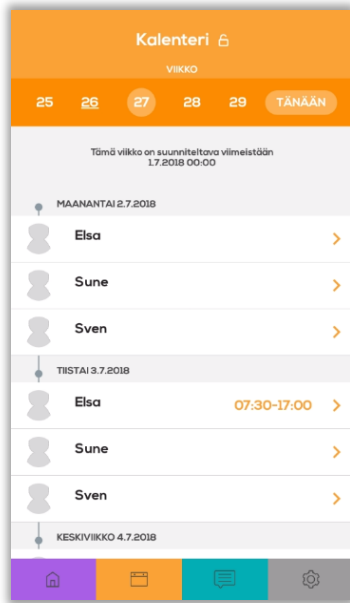 Kalenteri
VIIKKO
25 26 27 28 29 TÄNÄÄN
Tämä viikko on suunniteltava viimeistään
1.7.2018 00:00
MAANANTAI 2.7.2018
Elsa
Sune
Sven
TIISTAI 3.7.2018
Elsa 07:30-17:00
Sune
Sven
KESKIVIIKKO 4.7.2018